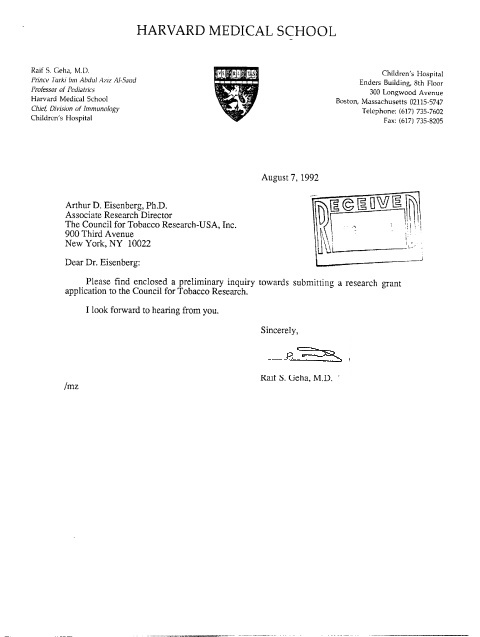 HARVARD MEDICAL SCHOOL
Raif S. Geha, M.D.
Prince Turki bin Abdul Aziz Al-Saud
Professor of Pediatrics
Harvard Medical School
Chief, Division of Immunology
Children's Hospital
Children's Hospital
Enders Building, 8th Floor
300 Longwood Avenue
Boston, Massachusetts 02115-5747
Telephone: (617) 735-7602
Fax: (617) 735-8205
August 7, 1992
RECEIVED
Arthur D. Eisenberg, Ph.D.
Associate Research Director
The Council for Tobacco Research-USA, Inc.
900 Third Avenue
New York, NY 10022
Dear Dr. Eisenberg:
Please find enclosed a preliminary inquiry towards submitting a research grant
application to the Council for Tobacco Research.
I look forward to hearing from you.
Sincerely,
Raif S. Geha, M.D.
/mz